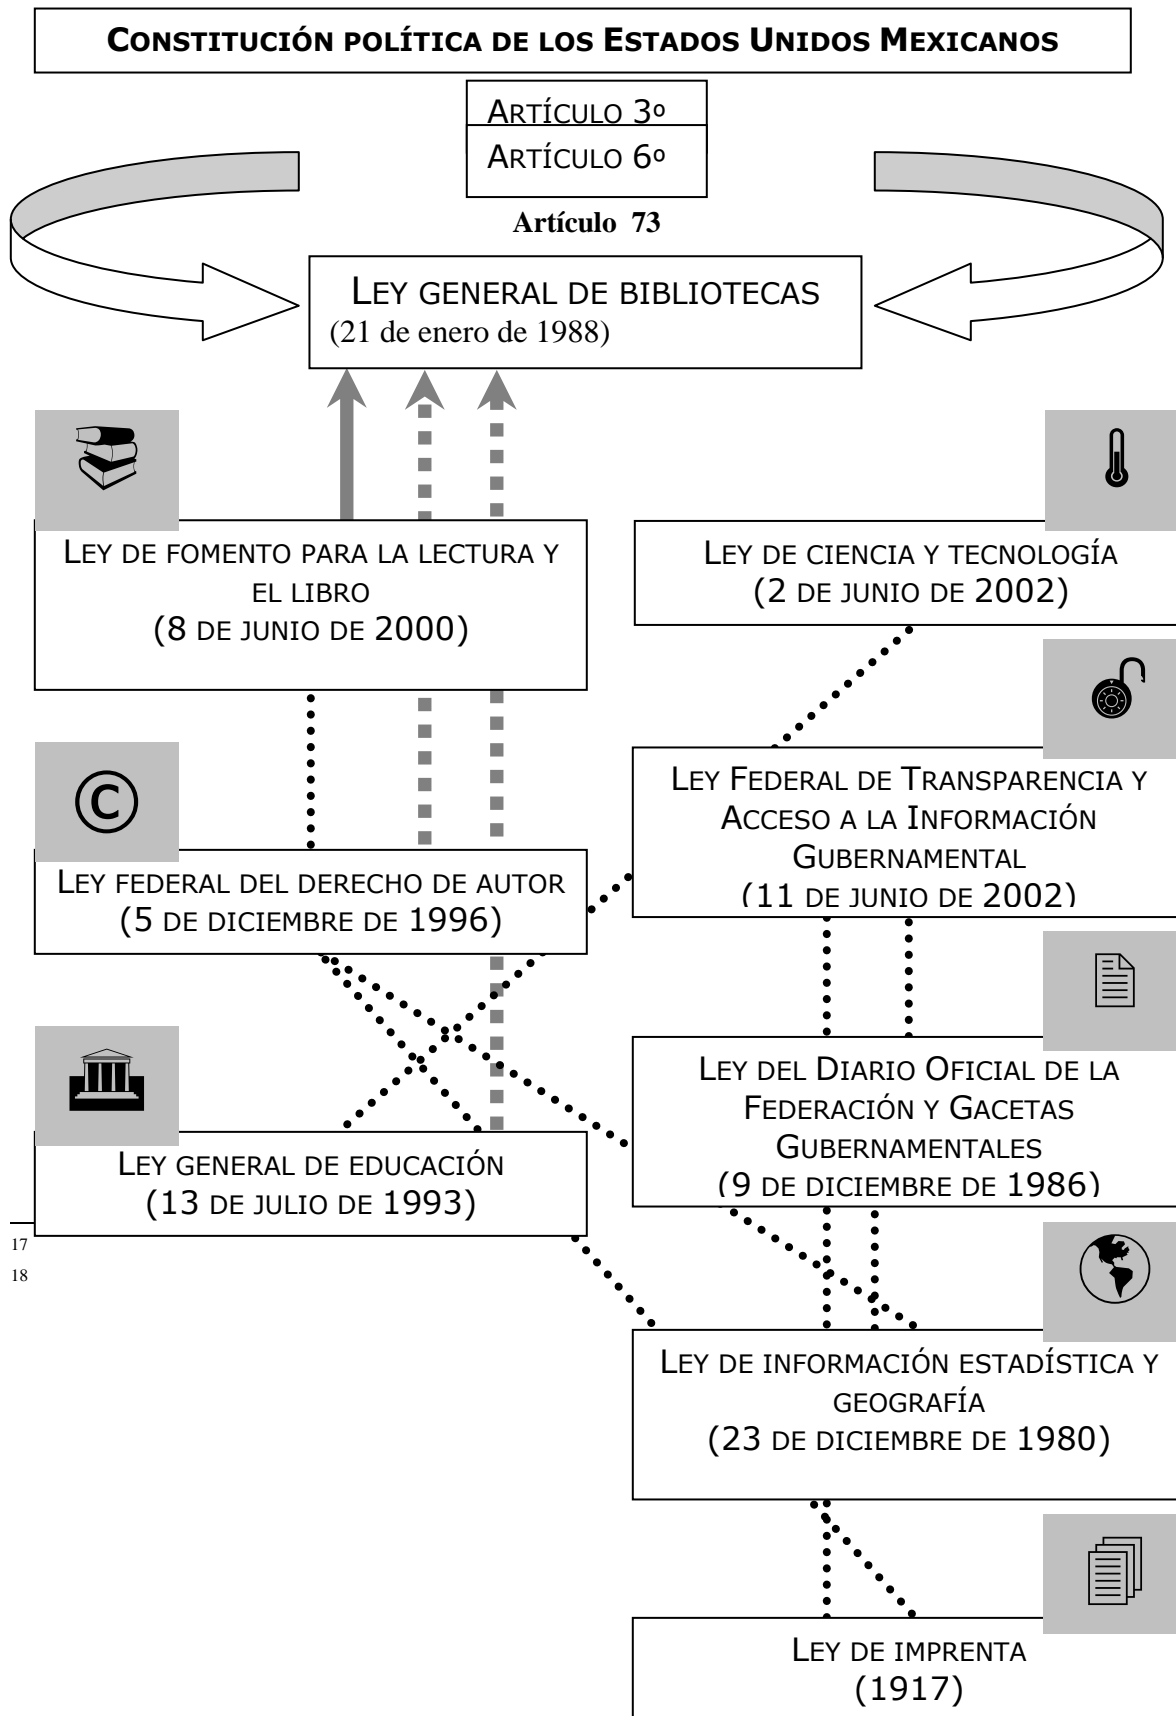 CONSTITUCIÓN POLÍTICA DE LOS ESTADOS UNIDOS MEXICANOS
ARTÍCULO 3º
ARTÍCULO 6º
Artículo 73
LEY GENERAL DE BIBLIOTECAS
(21 de enero de 1988)
LEY DE FOMENTO PARA LA LECTURA Y
EL LIBRO
(8 DE JUNIO DE 2000)
LEY DE CIENCIA Y TECNOLOGÍA
(2 DE JUNIO DE 2002)
LEY FEDERAL DE TRANSPARENCIA Y
ACCESO A LA INFORMACIÓN
GUBERNAMENTAL
(11 DE JUNIO DE 2002)
©
LEY FEDERAL DEL DERECHO DE AUTOR
(5 DE DICIEMBRE DE 1996)
LEY DEL DIARIO OFICIAL DE LA
FEDERACIÓN Y GACETAS
GUBERNAMENTALES
(9 DE DICIEMBRE DE 1986)
LEY GENERAL DE EDUCACIÓN
(13 DE JULIO DE 1993)
17
18
LEY DE INFORMACIÓN ESTADÍSTICA Y
GEOGRAFÍA
(23 DE DICIEMBRE DE 1980)
LEY DE IMPRENTA
(1917)